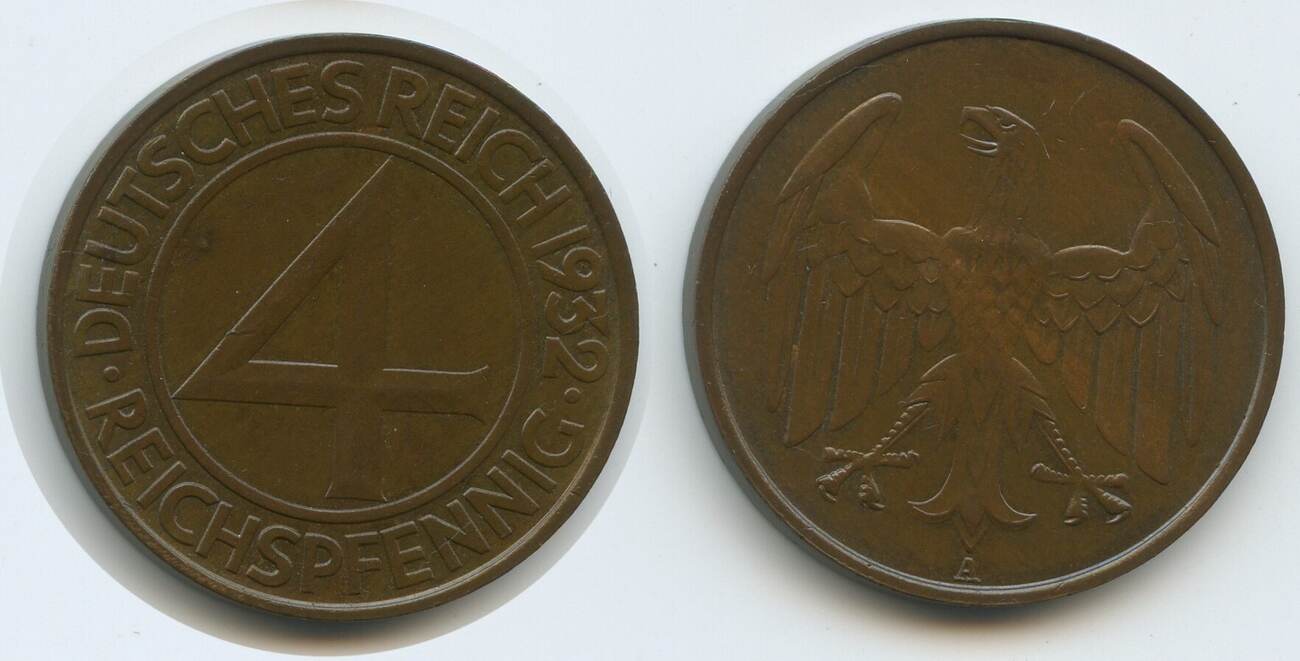 DEUTSCHES REICH 1932
· REICHSPFENNIG ·
4
A